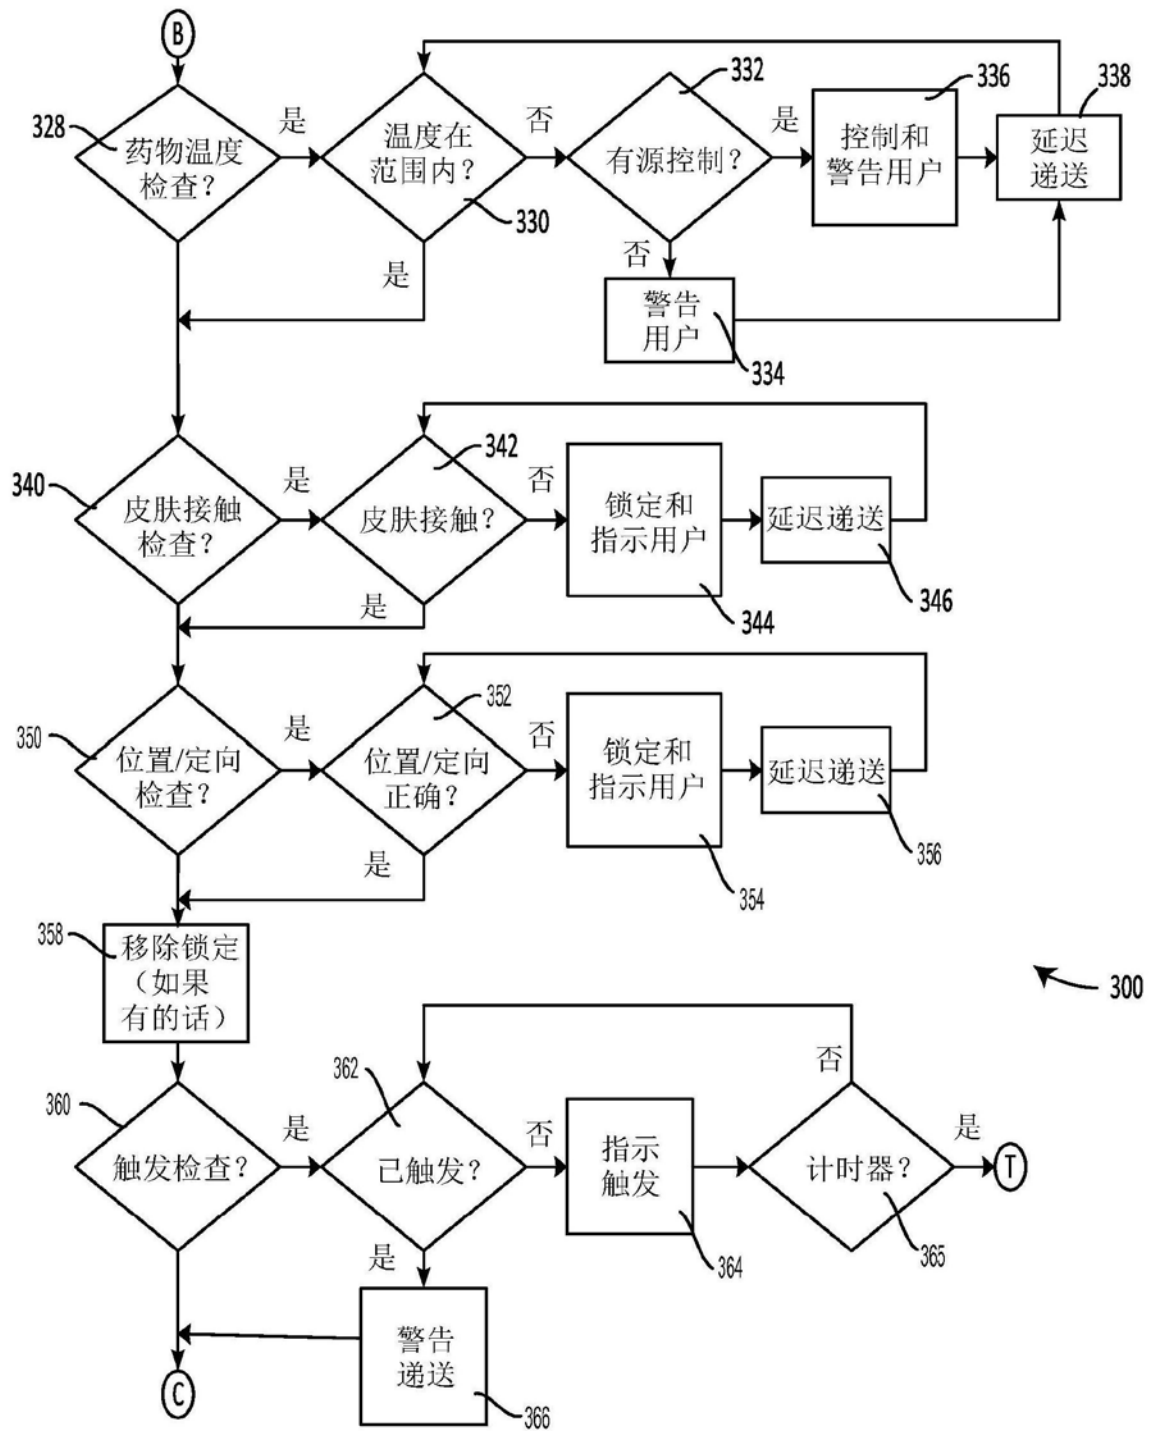 B
328
药物温度
检查？
是
温度在
范围内？
330
否
是
332
有源控制？
是
否
336
控制和
警告用户
338
延迟
递送
警告
用户
334
340
皮肤接触
检查？
是
342
皮肤接触？
否
是
锁定和
指示用户
344
延迟递送
346
350
位置/定向
检查？
是
352
位置/定向
正确？
否
是
锁定和
指示用户
354
延迟递送
356
358
移除锁定
（如果
有的话）
300
360
触发检查？
是
362
已触发？
否
是
指示
触发
364
否
计时器？
365
是
T
警告
递送
366
C